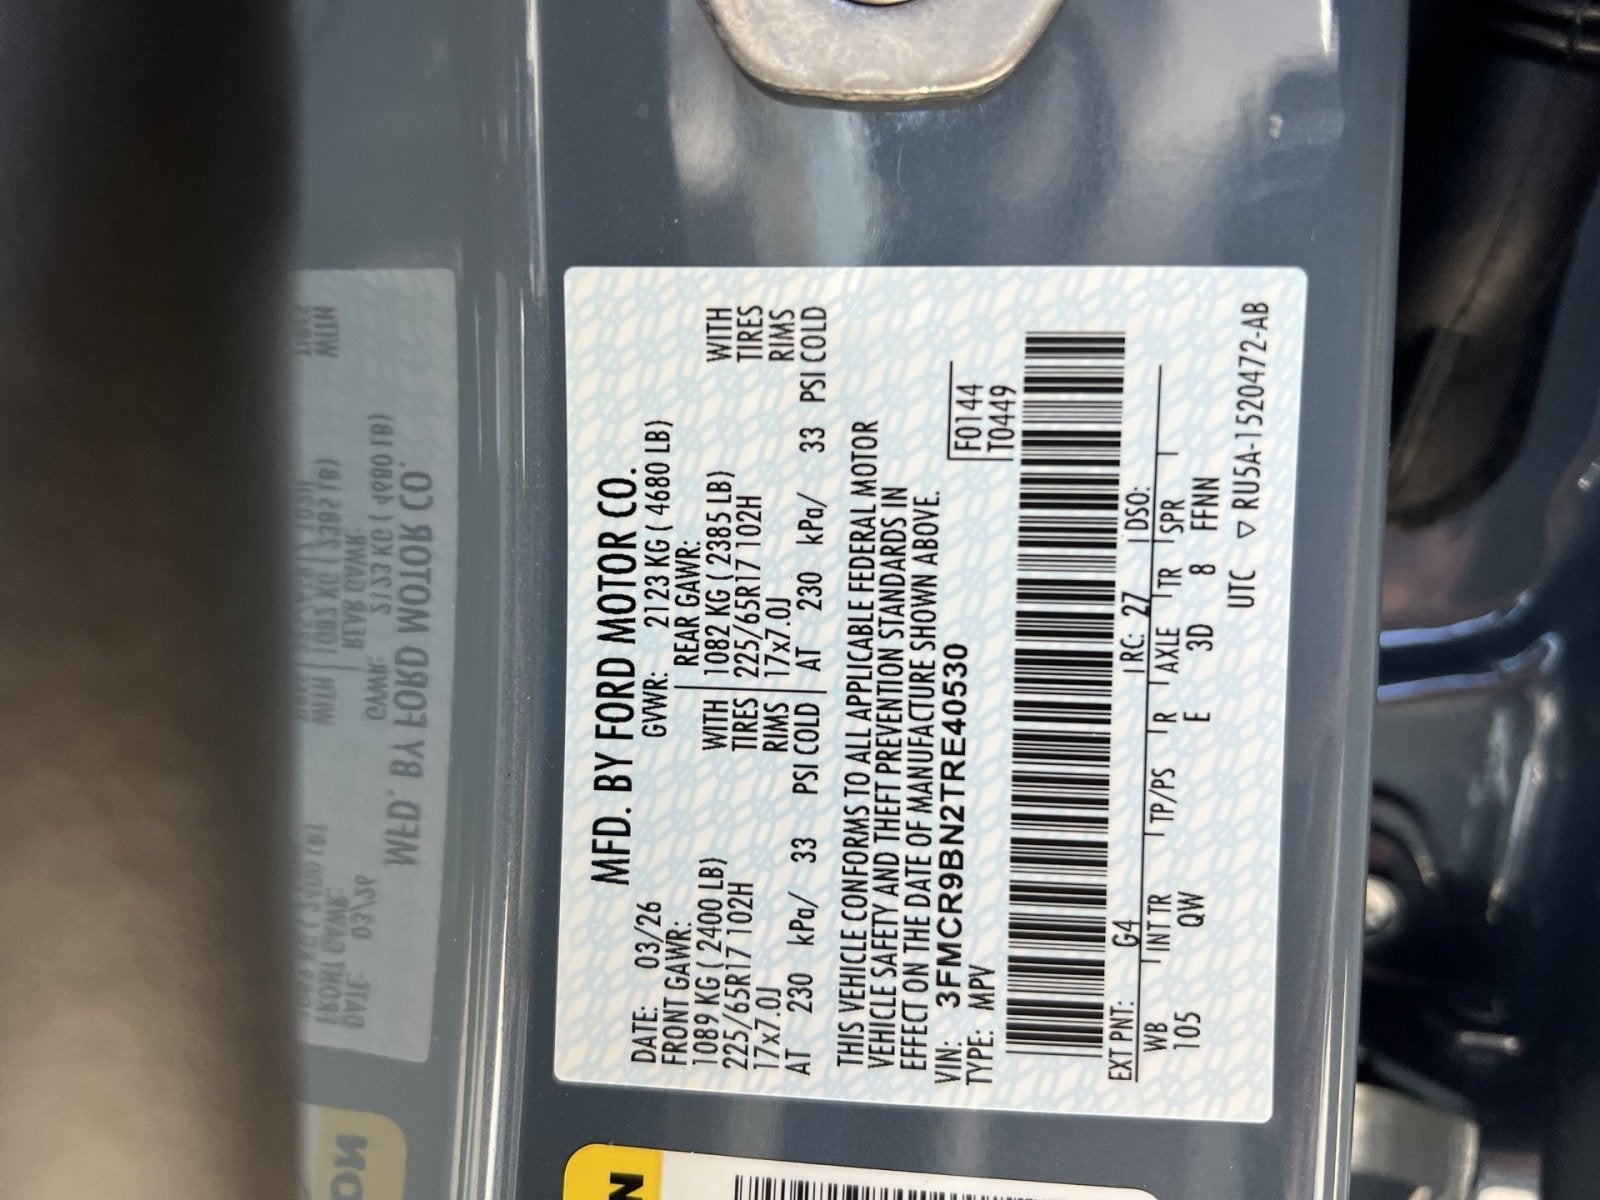 MFD. BY FORD MOTOR CO.
DATE: 03/26 GVWR: 2123 KG ( 4680 LB)
FRONT GAWR: REAR GAWR:
1089 KG ( 2400 LB) WITH 1082 KG ( 2385 LB) WITH
225/65R17 102H TIRES 225/65R17 102H TIRES
17x7.0J RIMS 17x7.0J RIMS
AT 230 kPa/ 33 PSI COLD AT 230 kPa/ 33 PSI COLD
THIS VEHICLE CONFORMS TO ALL APPLICABLE FEDERAL MOTOR
VEHICLE SAFETY AND THEFT PREVENTION STANDARDS IN
EFFECT ON THE DATE OF MANUFACTURE SHOWN ABOVE.
VIN: 3FMCR9BN2TRE40530 F0144
TYPE: MPV T0449
EXT PNT: G4 RC: 27 DSO:
WB INT TR TP/PS R AXLE TR SPR
105 QW E 3D 8 FFNN
UTC ▽ RU5A-1520472-AB